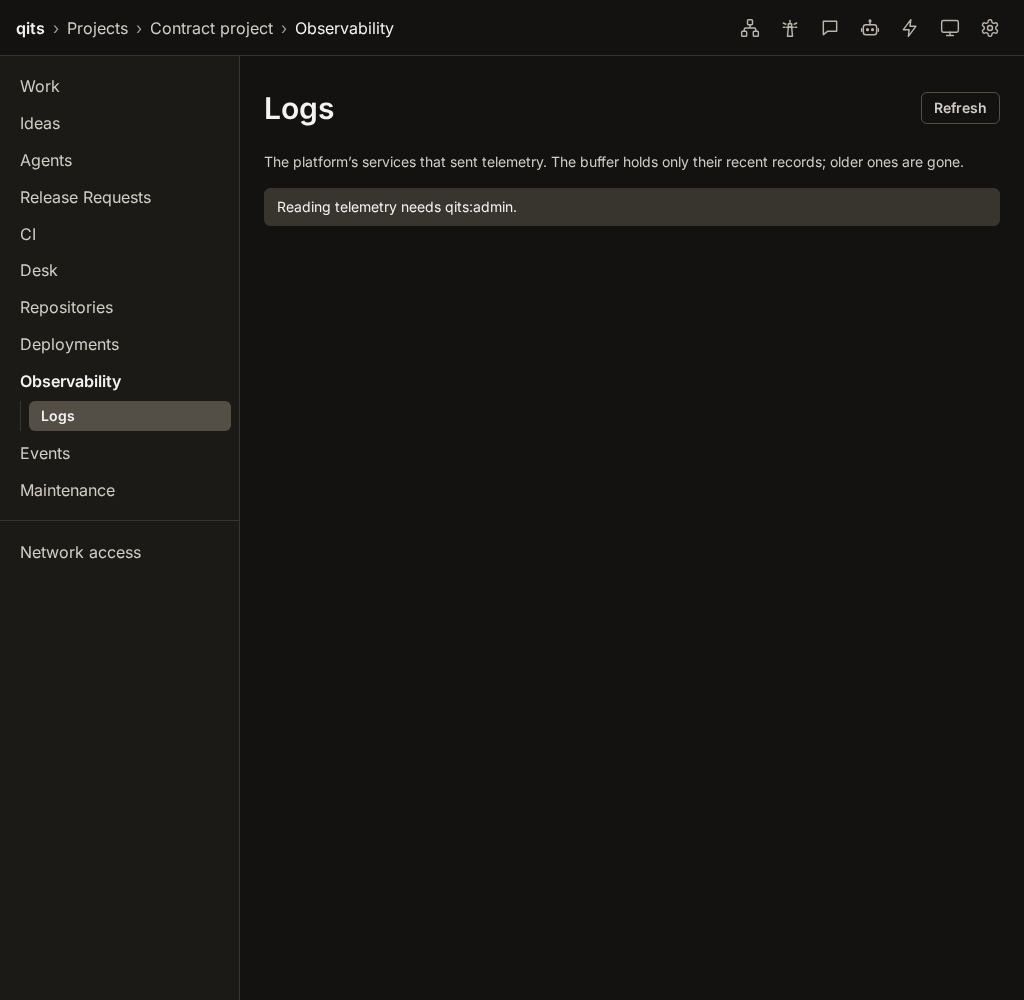 qits › Projects › Contract project › Observability
Work
Ideas
Agents
Release Requests
CI
Desk
Repositories
Deployments
Observability
Logs
Events
Maintenance
Network access
Logs
Refresh
The platform’s services that sent telemetry. The buffer holds only their recent records; older ones are gone.
Reading telemetry needs qits:admin.